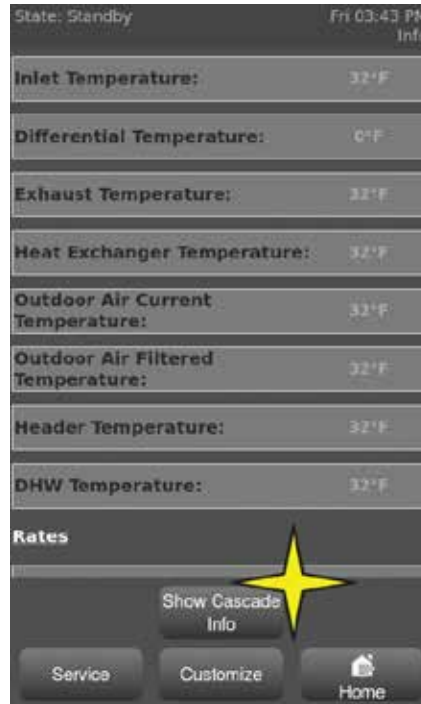 State: Standby
Fri 03:43 PM
Info
Inlet Temperature: 32°F
Differential Temperature: 0°F
Exhaust Temperature: 32°F
Heat Exchanger Temperature: 32°F
Outdoor Air Current
Temperature: 32°F
Outdoor Air Filtered
Temperature: 32°F
Header Temperature: 32°F
DHW Temperature: 32°F
Rates
Show Cascade
Info
Service
Customize
Home